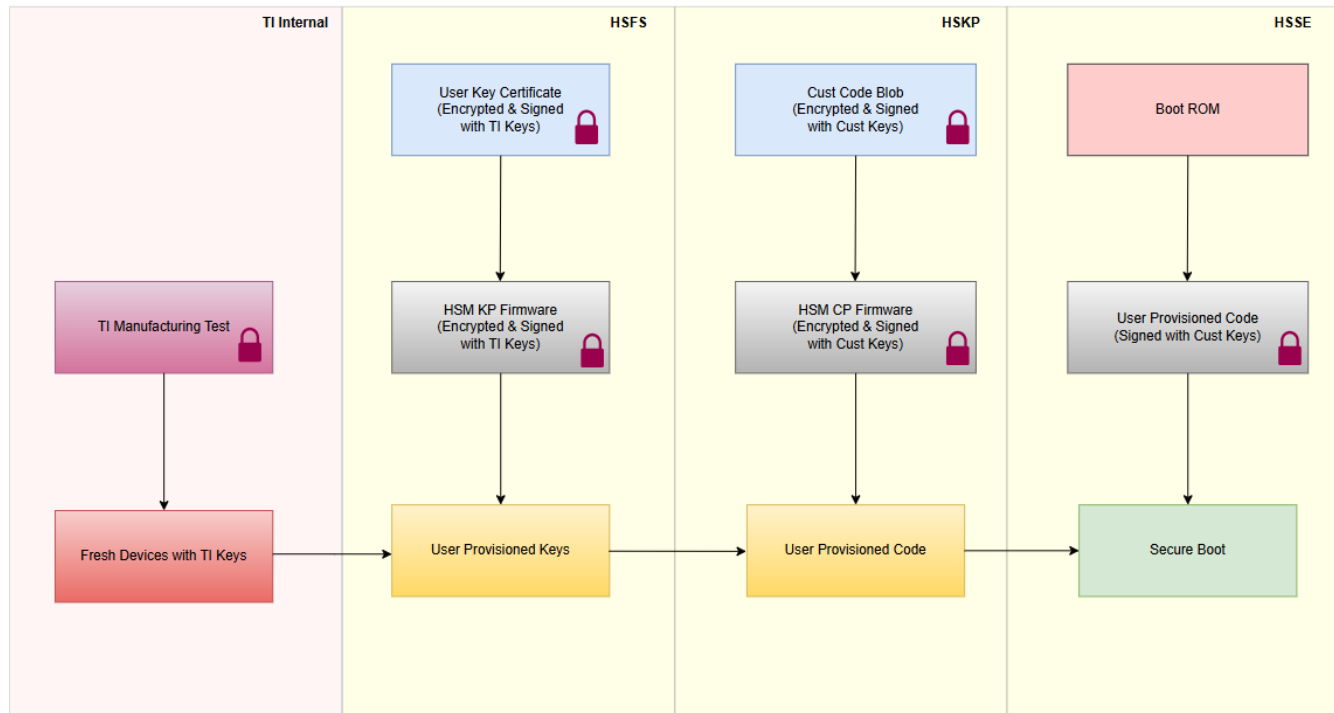 TI Internal
HSFS
HSKP
HSSE
User Key Certificate
(Encrypted & Signed
with TI Keys)
Cust Code Blob
(Encrypted & Signed
with Cust Keys)
Boot ROM
TI Manufacturing Test
HSM KP Firmware
(Encrypted & Signed
with TI Keys)
HSM CP Firmware
(Encrypted & Signed
with Cust Keys)
User Provisioned Code
(Signed with Cust Keys)
Fresh Devices with TI Keys
User Provisioned Keys
User Provisioned Code
Secure Boot